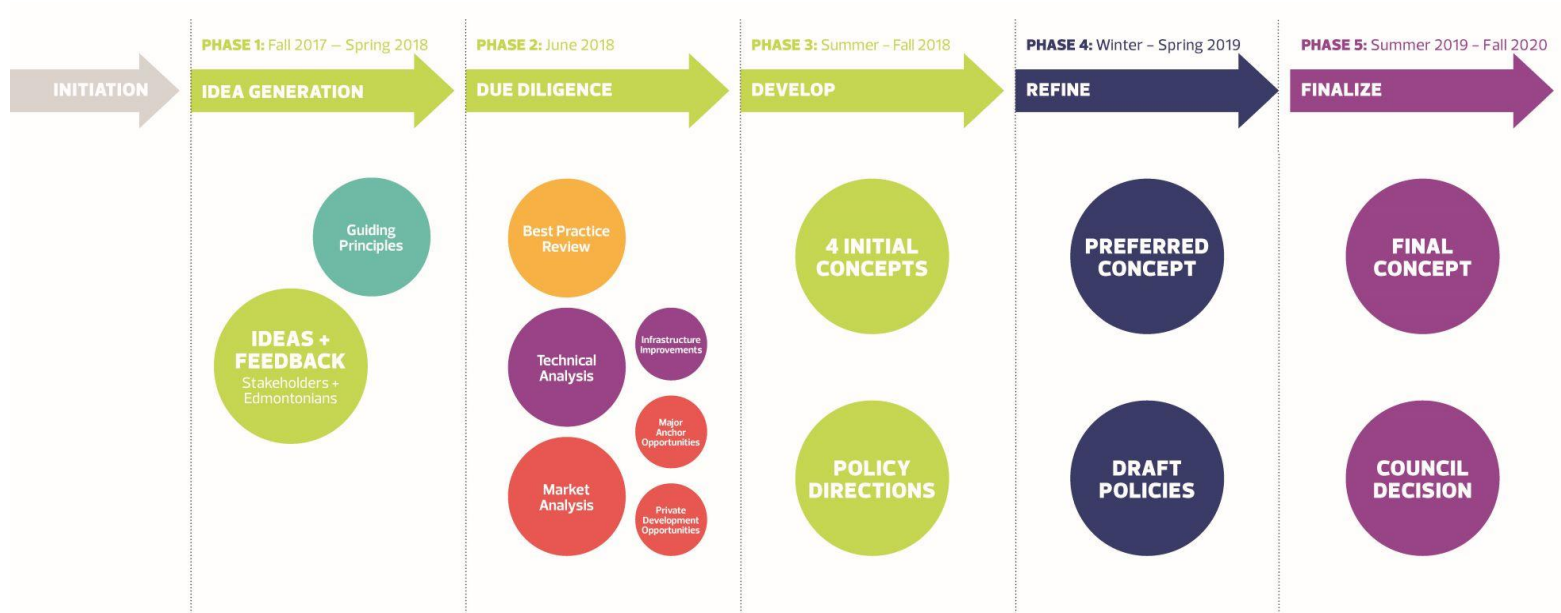 INITIATION
PHASE 1: Fall 2017 – Spring 2018
IDEA GENERATION
Guiding
Principles
IDEAS +
FEEDBACK
Stakeholders +
Edmontonians
PHASE 2: June 2018
DUE DILIGENCE
Best Practice
Review
Technical
Analysis
Infrastructure
Improvements
Major
Anchor
Opportunities
Market
Analysis
Private
Development
Opportunities
PHASE 3: Summer – Fall 2018
DEVELOP
4 INITIAL
CONCEPTS
POLICY
DIRECTIONS
PHASE 4: Winter – Spring 2019
REFINE
PREFERRED
CONCEPT
DRAFT
POLICIES
PHASE 5: Summer 2019 – Fall 2020
FINALIZE
FINAL
CONCEPT
COUNCIL
DECISION